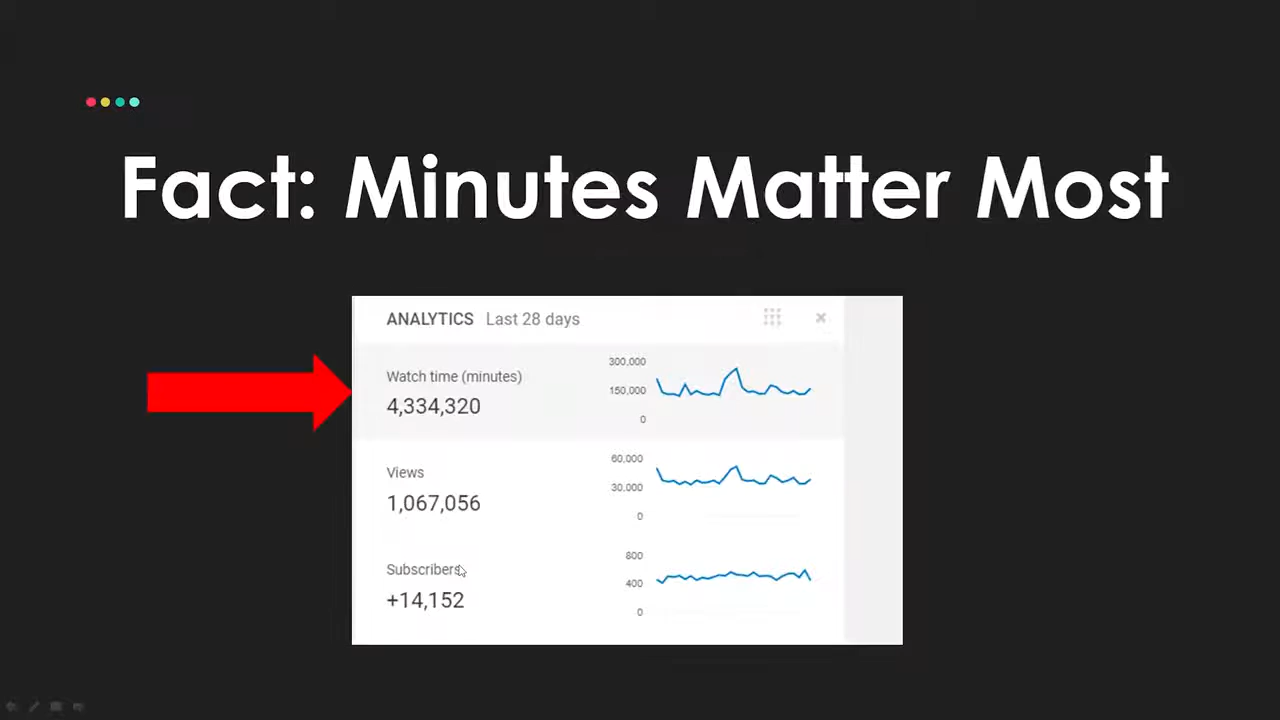 Fact: Minutes Matter Most
ANALYTICS Last 28 days
Watch time (minutes)
4,334,320
300,000
150,000
0
Views
1,067,056
60,000
30,000
0
Subscribers
+14,152
800
400
0